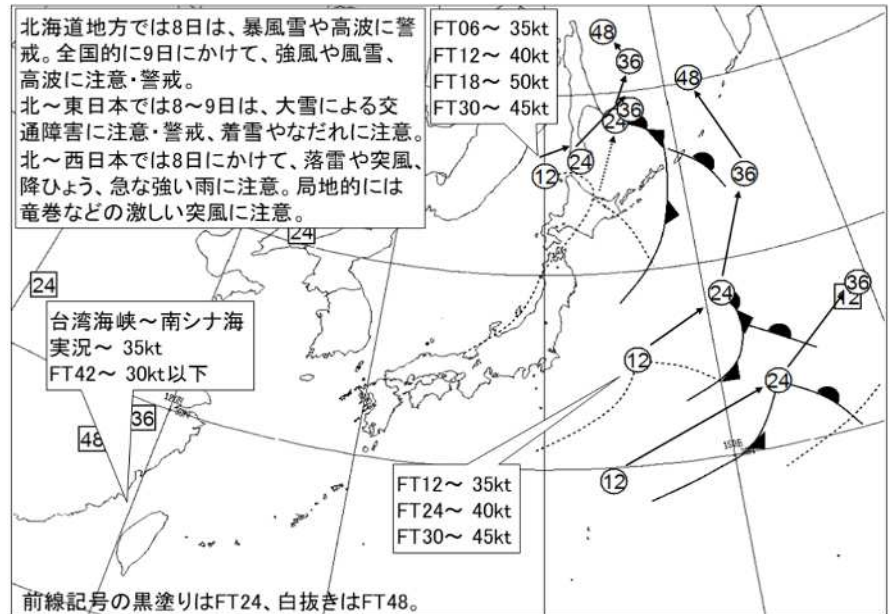 北海道地方では8日は、暴風雪や高波に警
戒。全国的に9日にかけて、強風や風雪、
高波に注意・警戒。
北～東日本では8～9日は、大雪による交
通障害に注意・警戒、着雪やなだれに注意。
北～西日本では8日にかけて、落雷や突風、
降ひょう、急な強い雨に注意。局地的には
竜巻などの激しい突風に注意。
FT06～ 35kt
FT12～ 40kt
FT18～ 50kt
FT30～ 45kt
48
36
48
36
24
24
12
36
24
24
24
36
12
台湾海峡～南シナ海
実況～ 35kt
FT42～ 30kt以下
12
24
36
48
150E
12
FT12～ 35kt
FT24～ 40kt
FT30～ 45kt
前線記号の黒塗りはFT24、白抜きはFT48。